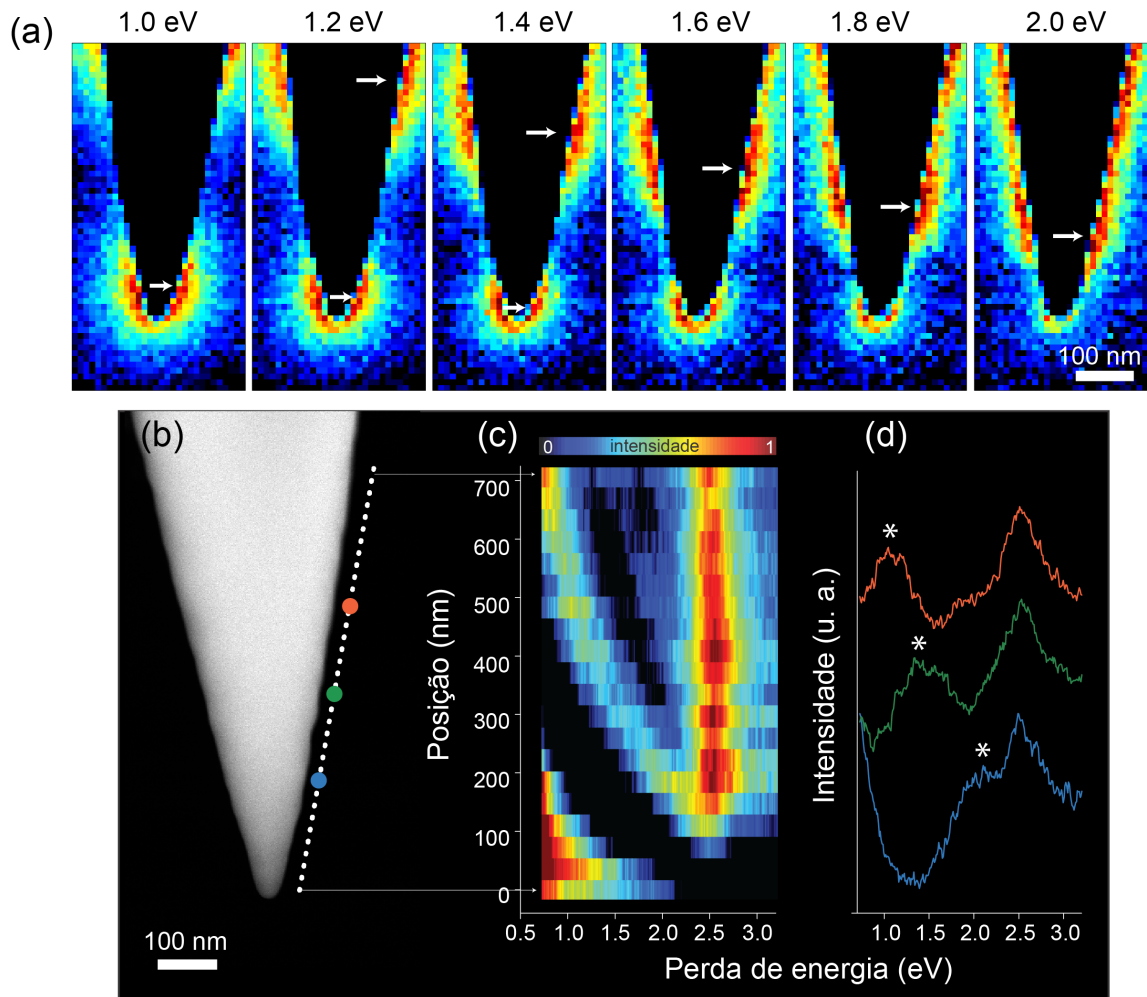 (a)
1.0 eV 1.2 eV 1.4 eV 1.6 eV 1.8 eV 2.0 eV
100 nm
(b) (c) (d)
0 intensidade 1
700
600
500
400
300
200
100
0
Posição (nm)
Intensidade (u. a.)
* 
*
*
100 nm
0.5 1.0 1.5 2.0 2.5 3.0
1.0 1.5 2.0 2.5 3.0
Perda de energia (eV)